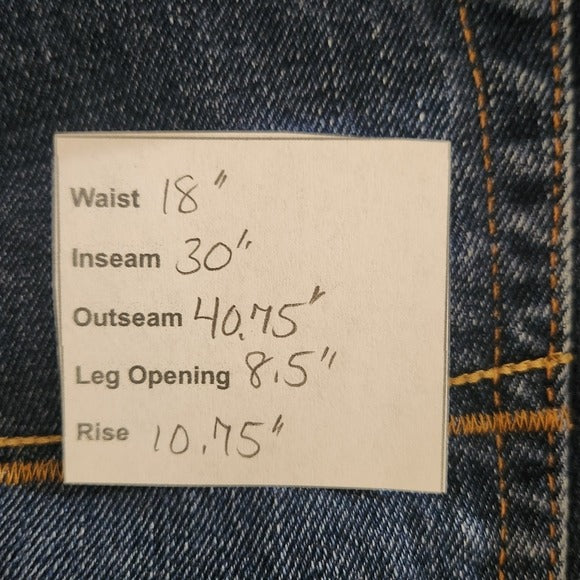 Waist 18"
Inseam 30"
Outseam 40.75"
Leg Opening 8.5"
Rise 10.75"